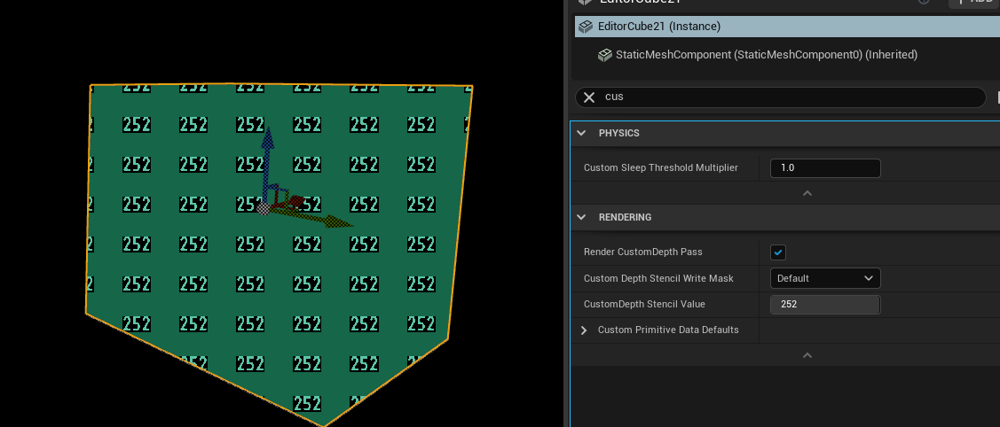 EditorCube21
ADD
EditorCube21 (Instance)
StaticMeshComponent (StaticMeshComponent0) (Inherited)
cus
PHYSICS
Custom Sleep Threshold Multiplier 1.0
RENDERING
Render CustomDepth Pass
Custom Depth Stencil Write Mask Default
CustomDepth Stencil Value 252
Custom Primitive Data Defaults
252 252 252 252 252 252
252 252 252 252 252 252
252 252 252 252 252 252
252 252 252 252 252 252
252 252 252 252 252 252
252 252 252 252 252 252
252 252 252 252 252 252
252 252 252 252
252